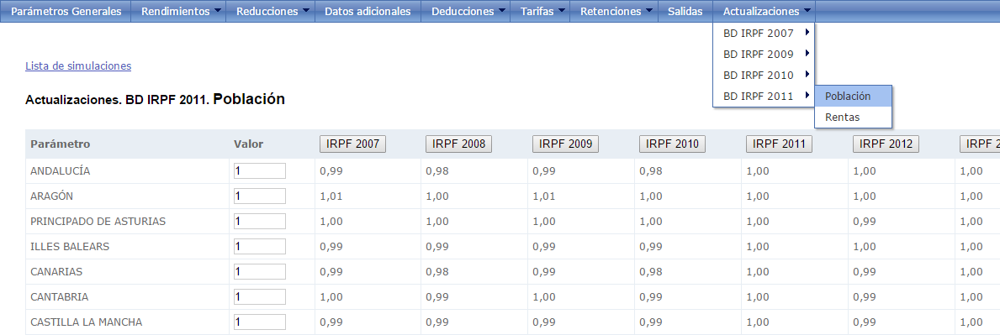 Parámetros Generales Rendimientos Reducciones Datos adicionales Deducciones Tarifas Retenciones Salidas Actualizaciones
BD IRPF 2007
BD IRPF 2009
BD IRPF 2010
BD IRPF 2011 Población
Rentas
Lista de simulaciones
Actualizaciones. BD IRPF 2011. Población
Parámetro Valor IRPF 2007 IRPF 2008 IRPF 2009 IRPF 2010 IRPF 2011 IRPF 2012 IRPF 2
ANDALUCÍA 1 0,99 0,98 0,99 0,98 1,00 1,00 1,00
ARAGÓN 1 1,01 1,00 1,01 1,00 1,00 1,00 1,00
PRINCIPADO DE ASTURIAS 1 1,00 1,00 1,00 1,00 1,00 0,99 1,00
ILLES BALEARS 1 0,99 0,99 0,99 0,99 1,00 1,00 1,00
CANARIAS 1 0,99 0,98 0,99 0,98 1,00 0,99 1,00
CANTABRIA 1 1,00 0,99 1,00 0,99 1,00 0,99 1,00
CASTILLA LA MANCHA 1 0,99 0,99 0,99 0,99 1,00 0,99 1,00